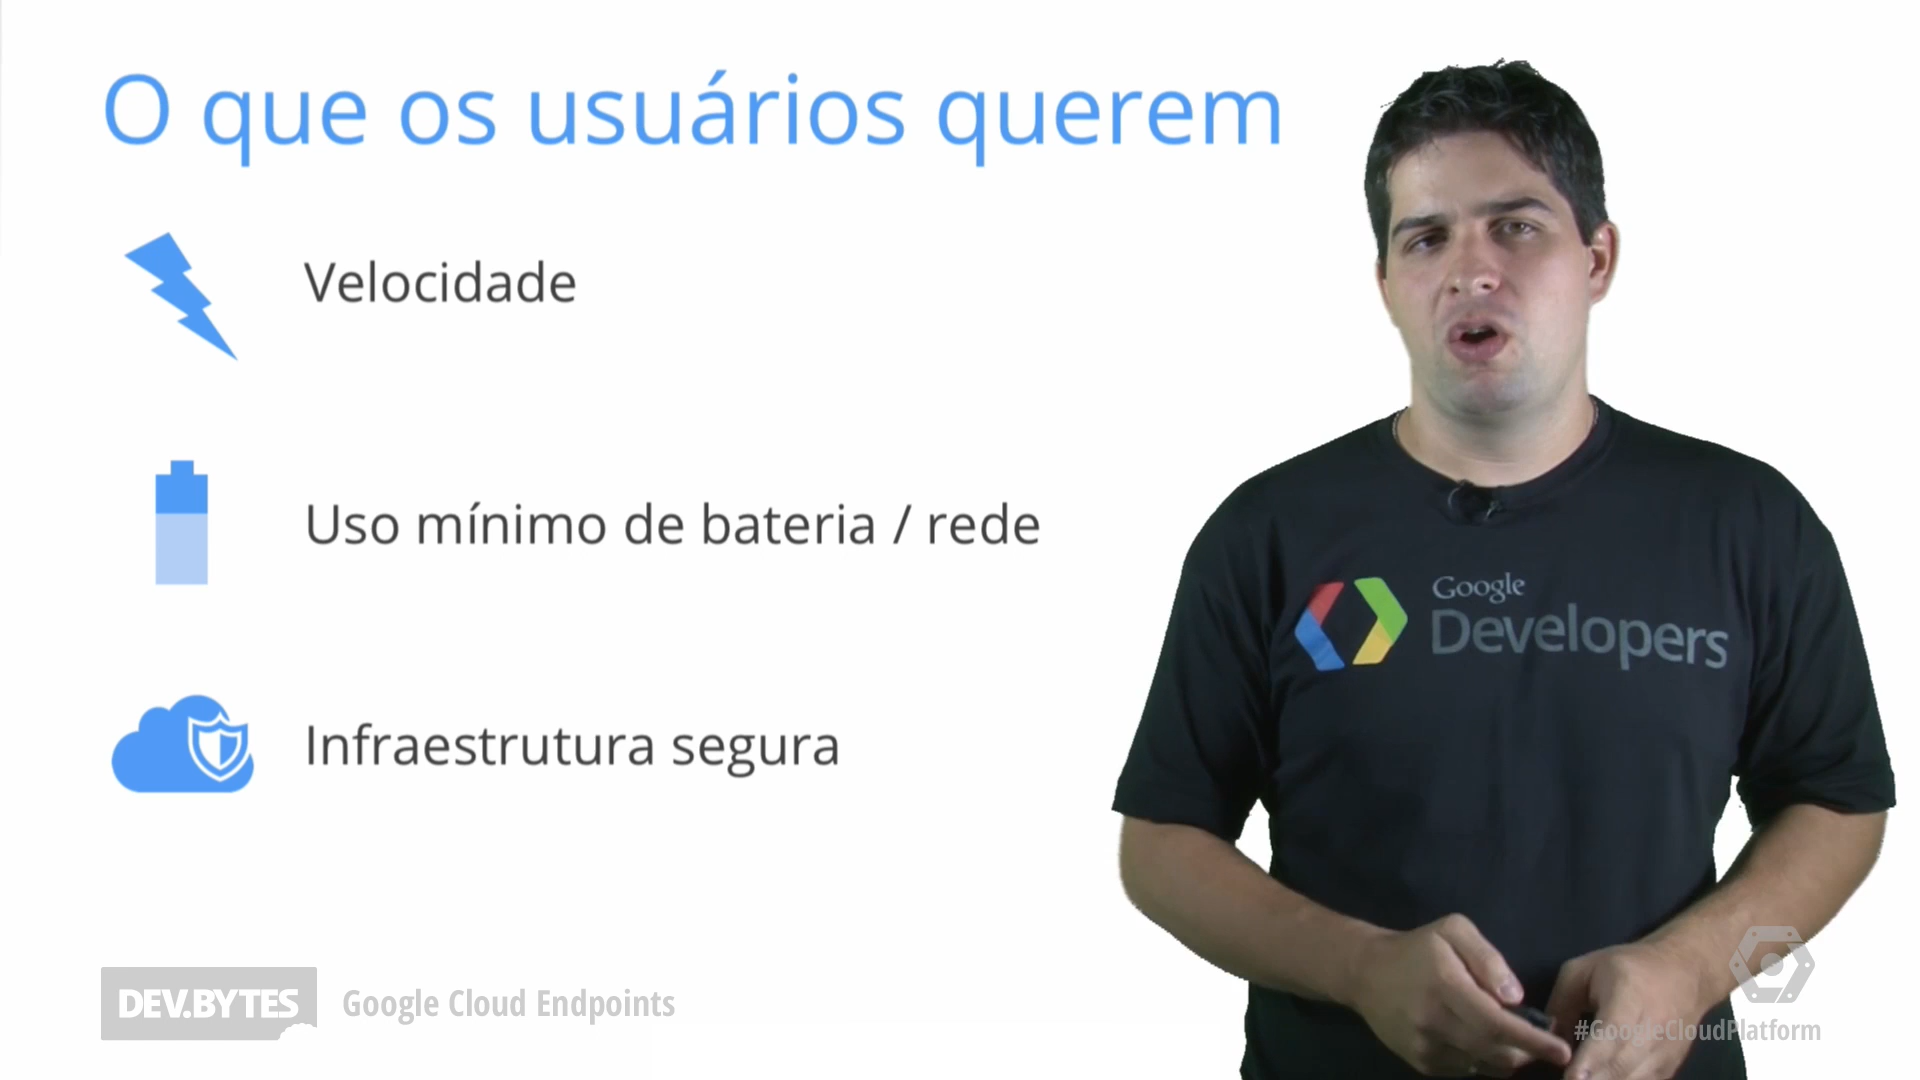 O que os usuários querem
Velocidade
Uso mínimo de bateria / rede
Infraestrutura segura
Google
Developers
DEV.BYTES
Google Cloud Endpoints
#GoogleCloudPlatform